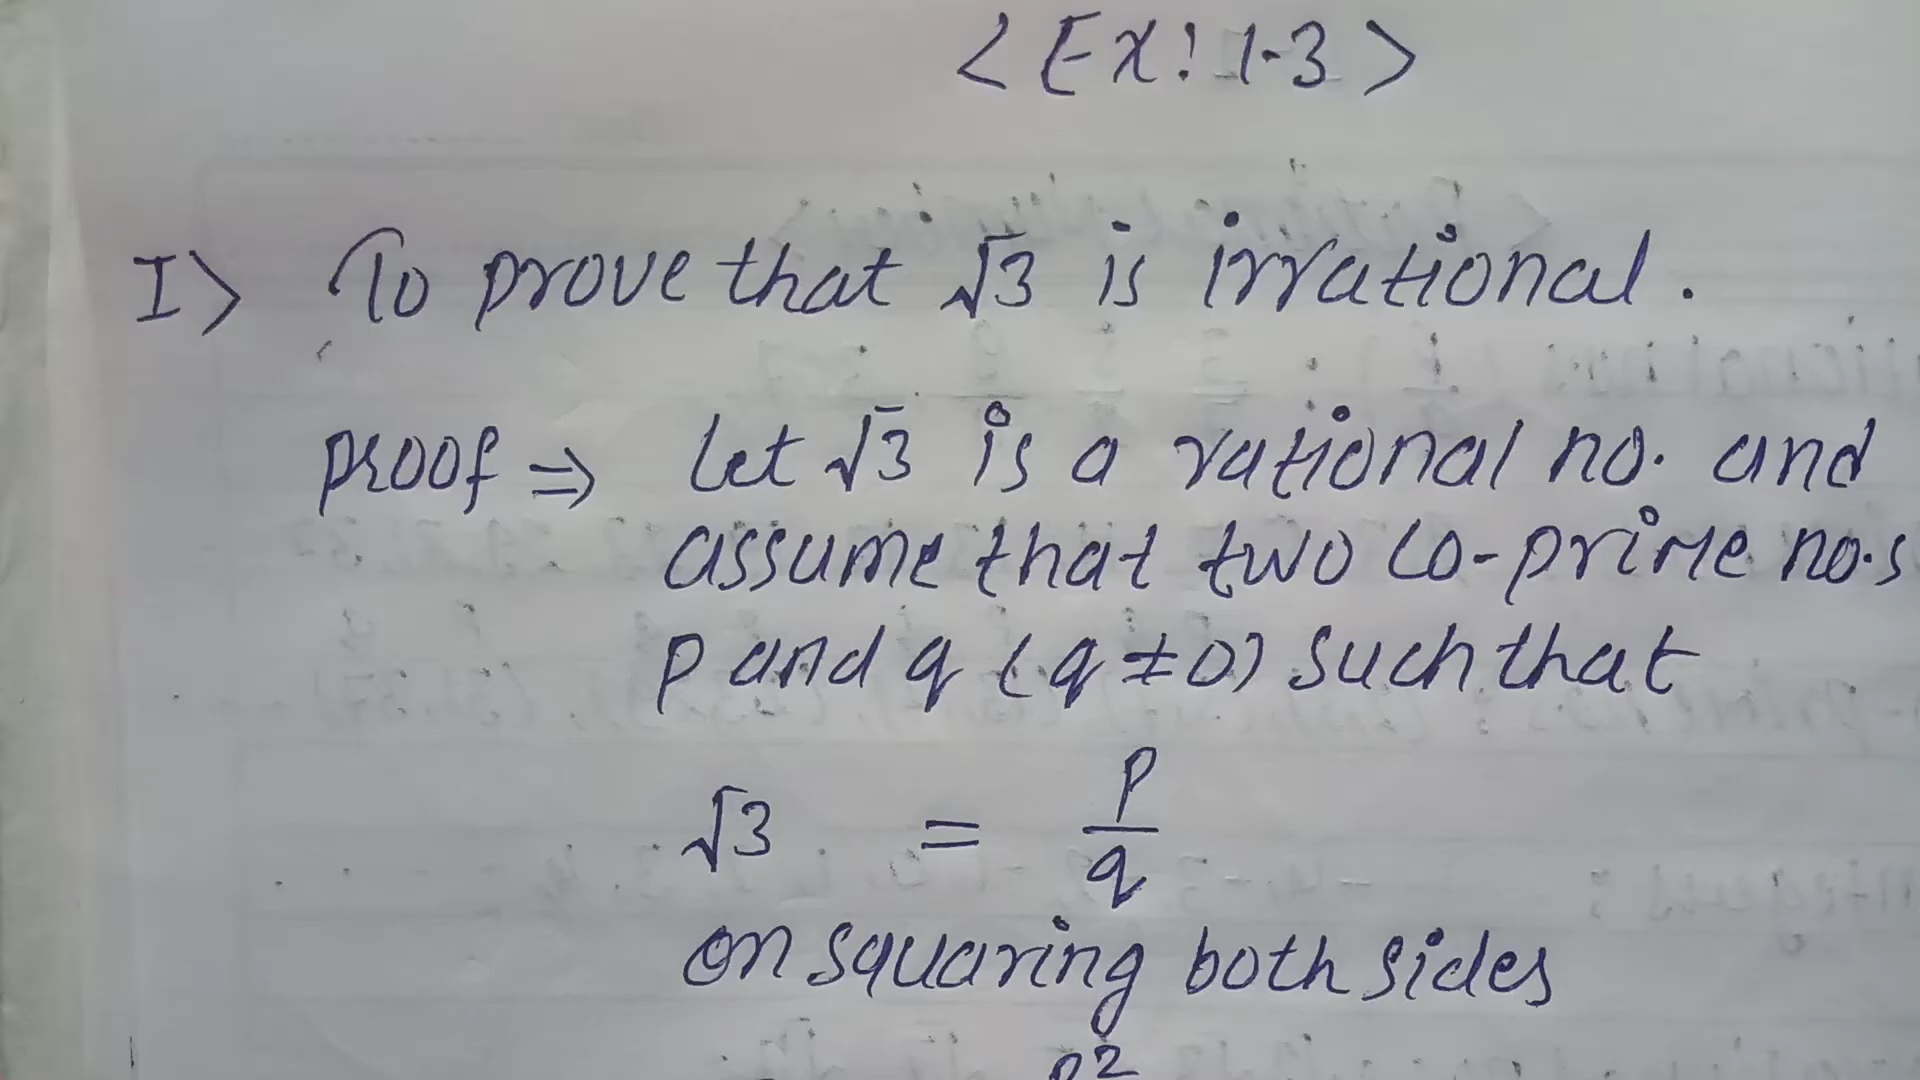 <Ex: 1.3>
I> To prove that √3 is irrational.
proof ⇒ Let √3 is a rational no. and
assume that two co-prime no.s
p and q (q ≠ 0) such that
√3 = p/q
on squaring both sides
p²